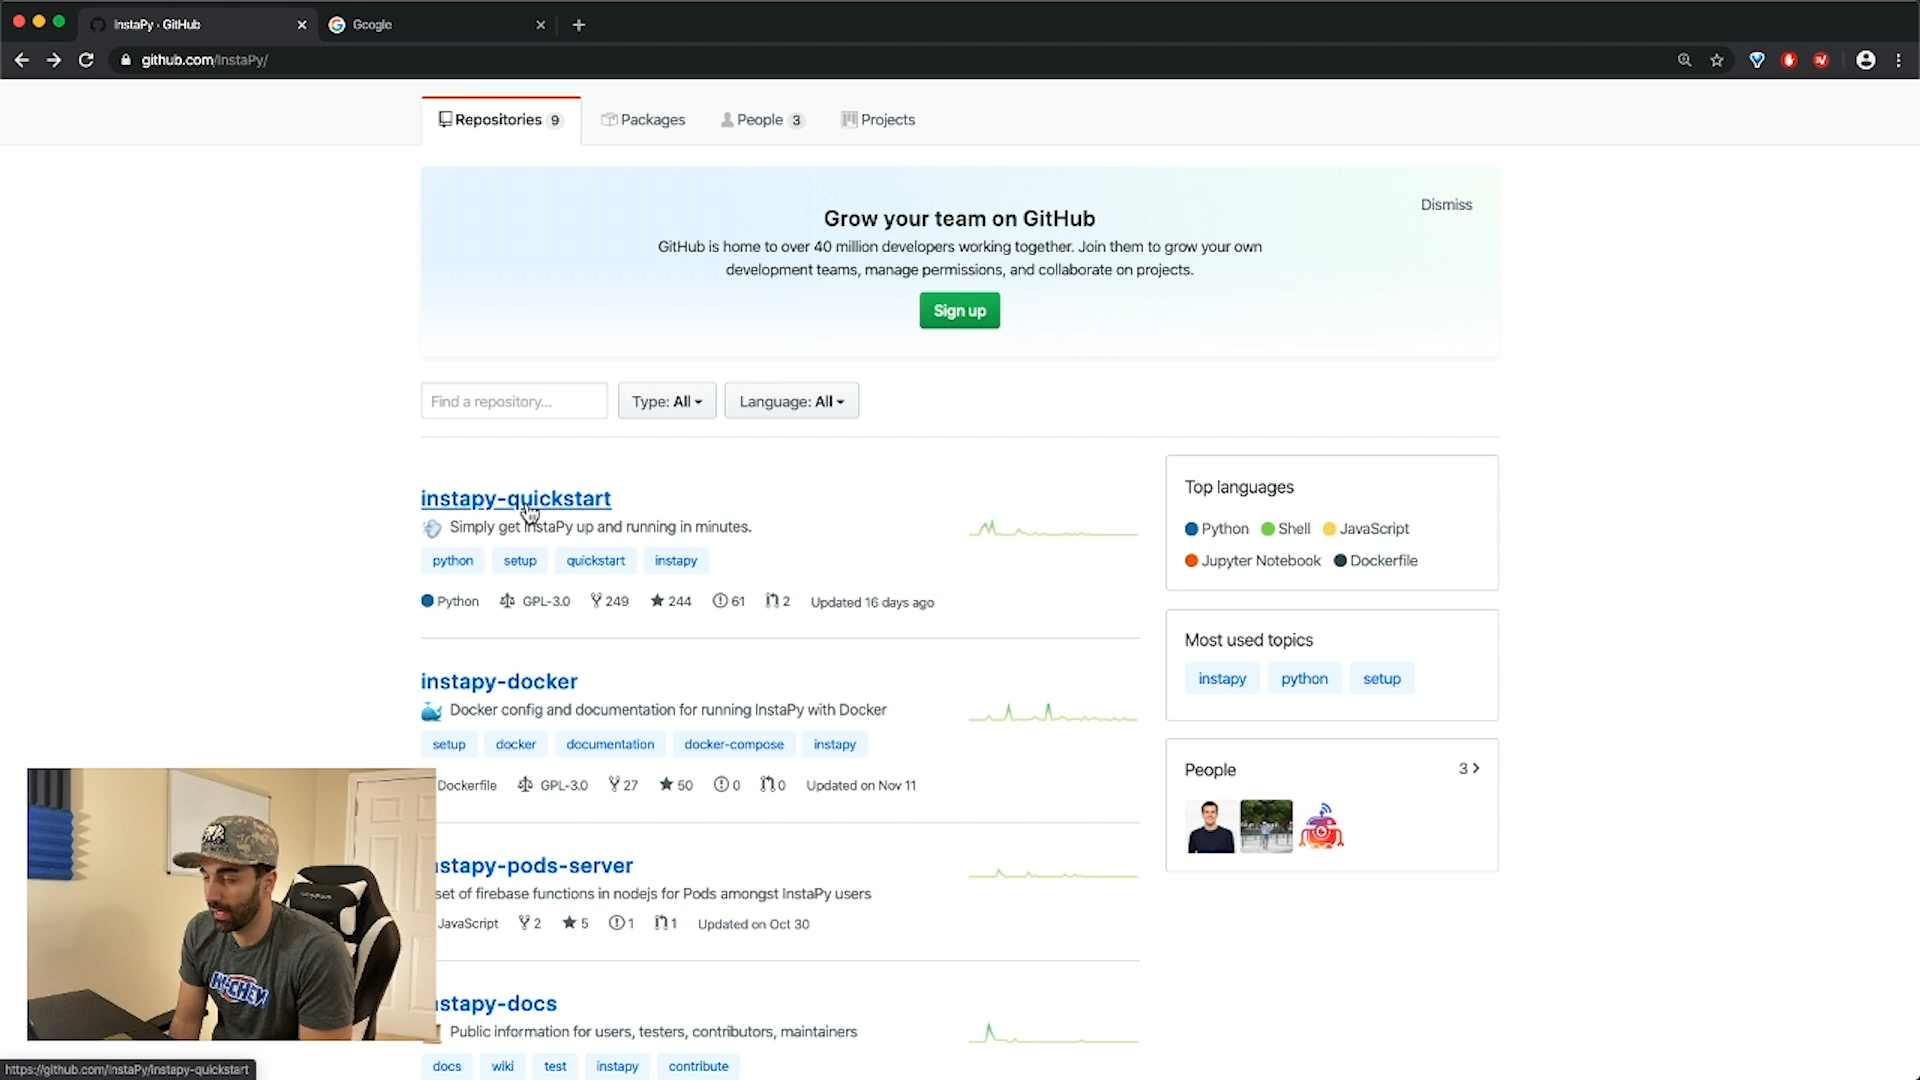 InstaPy · GitHub
Google
github.com/InstaPy/
Repositories 9
Packages
People 3
Projects
Dismiss
Grow your team on GitHub
GitHub is home to over 40 million developers working together. Join them to grow your own
development teams, manage permissions, and collaborate on projects.
Sign up
Find a repository...
Type: All
Language: All
instapy-quickstart
Simply get InstaPy up and running in minutes.
python setup quickstart instapy
Python GPL-3.0 249 244 61 2 Updated 16 days ago
instapy-docker
Docker config and documentation for running InstaPy with Docker
setup docker documentation docker-compose instapy
Dockerfile GPL-3.0 27 50 0 0 Updated on Nov 11
stapy-pods-server
set of firebase functions in nodejs for Pods amongst InstaPy users
JavaScript 2 5 1 1 Updated on Oct 30
stapy-docs
Public information for users, testers, contributors, maintainers
docs wiki test instapy contribute
Top languages
Python Shell JavaScript
Jupyter Notebook Dockerfile
Most used topics
instapy python setup
People 3
HI-CHEW
https://github.com/InstaPy/instapy-quickstart